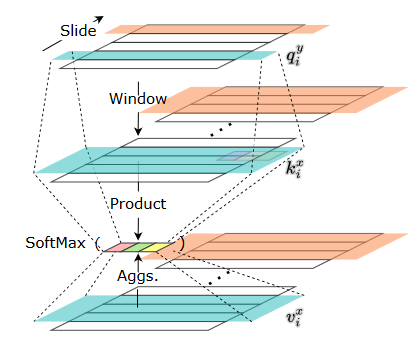 Slide
q_i^y
Window
...
k_i^x
Product
SoftMax ( )
Aggs.
...
v_i^x